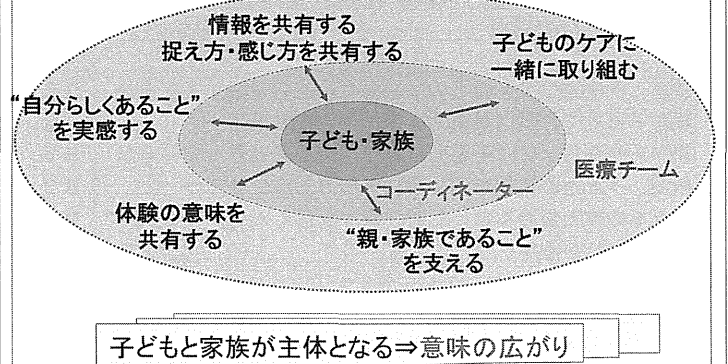 情報を共有する
捉え方・感じ方を共有する
子どものケアに
一緒に取り組む
“自分らしくあること”
を実感する
子ども・家族
医療チーム
コーディネーター
体験の意味を
共有する
“親・家族であること”
を支える
子どもと家族が主体となる⇒意味の広がり